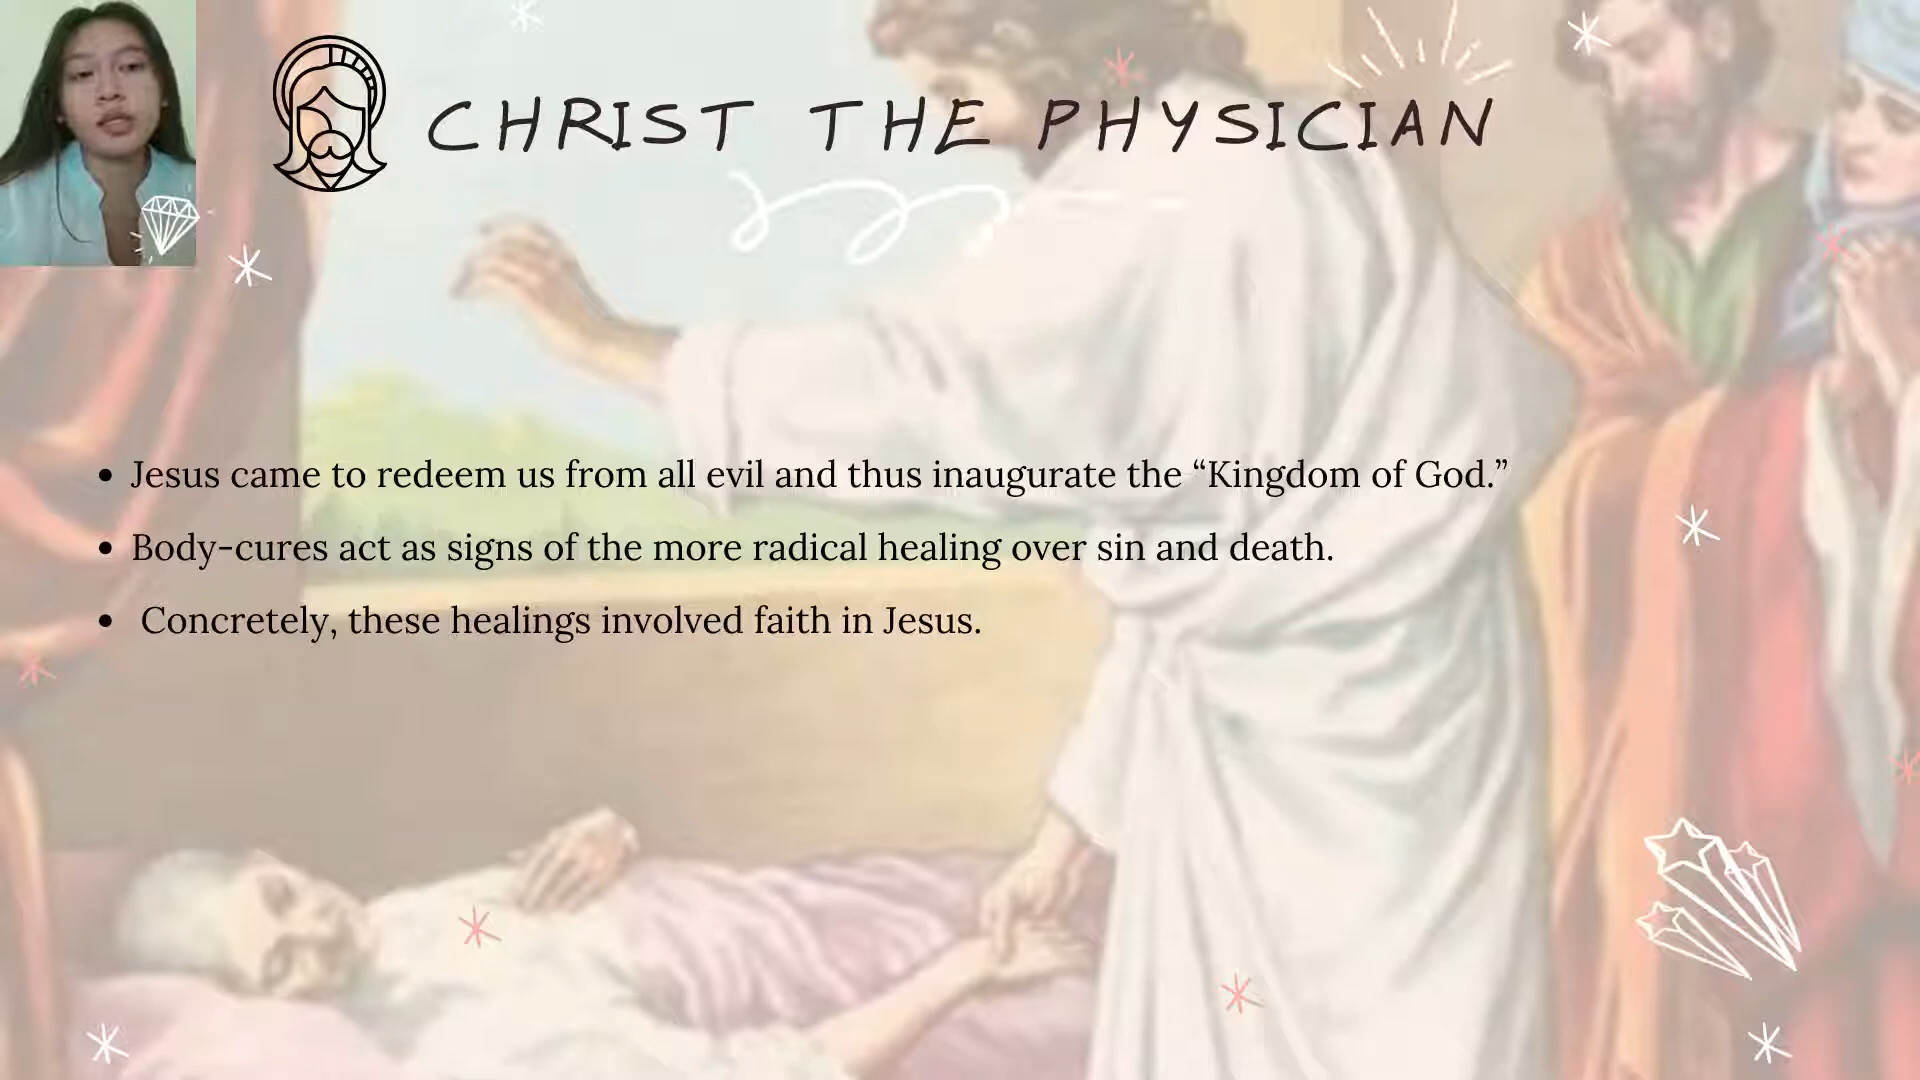 CHRIST THE PHYSICIAN
• Jesus came to redeem us from all evil and thus inaugurate the “Kingdom of God.”
• Body-cures act as signs of the more radical healing over sin and death.
• Concretely, these healings involved faith in Jesus.